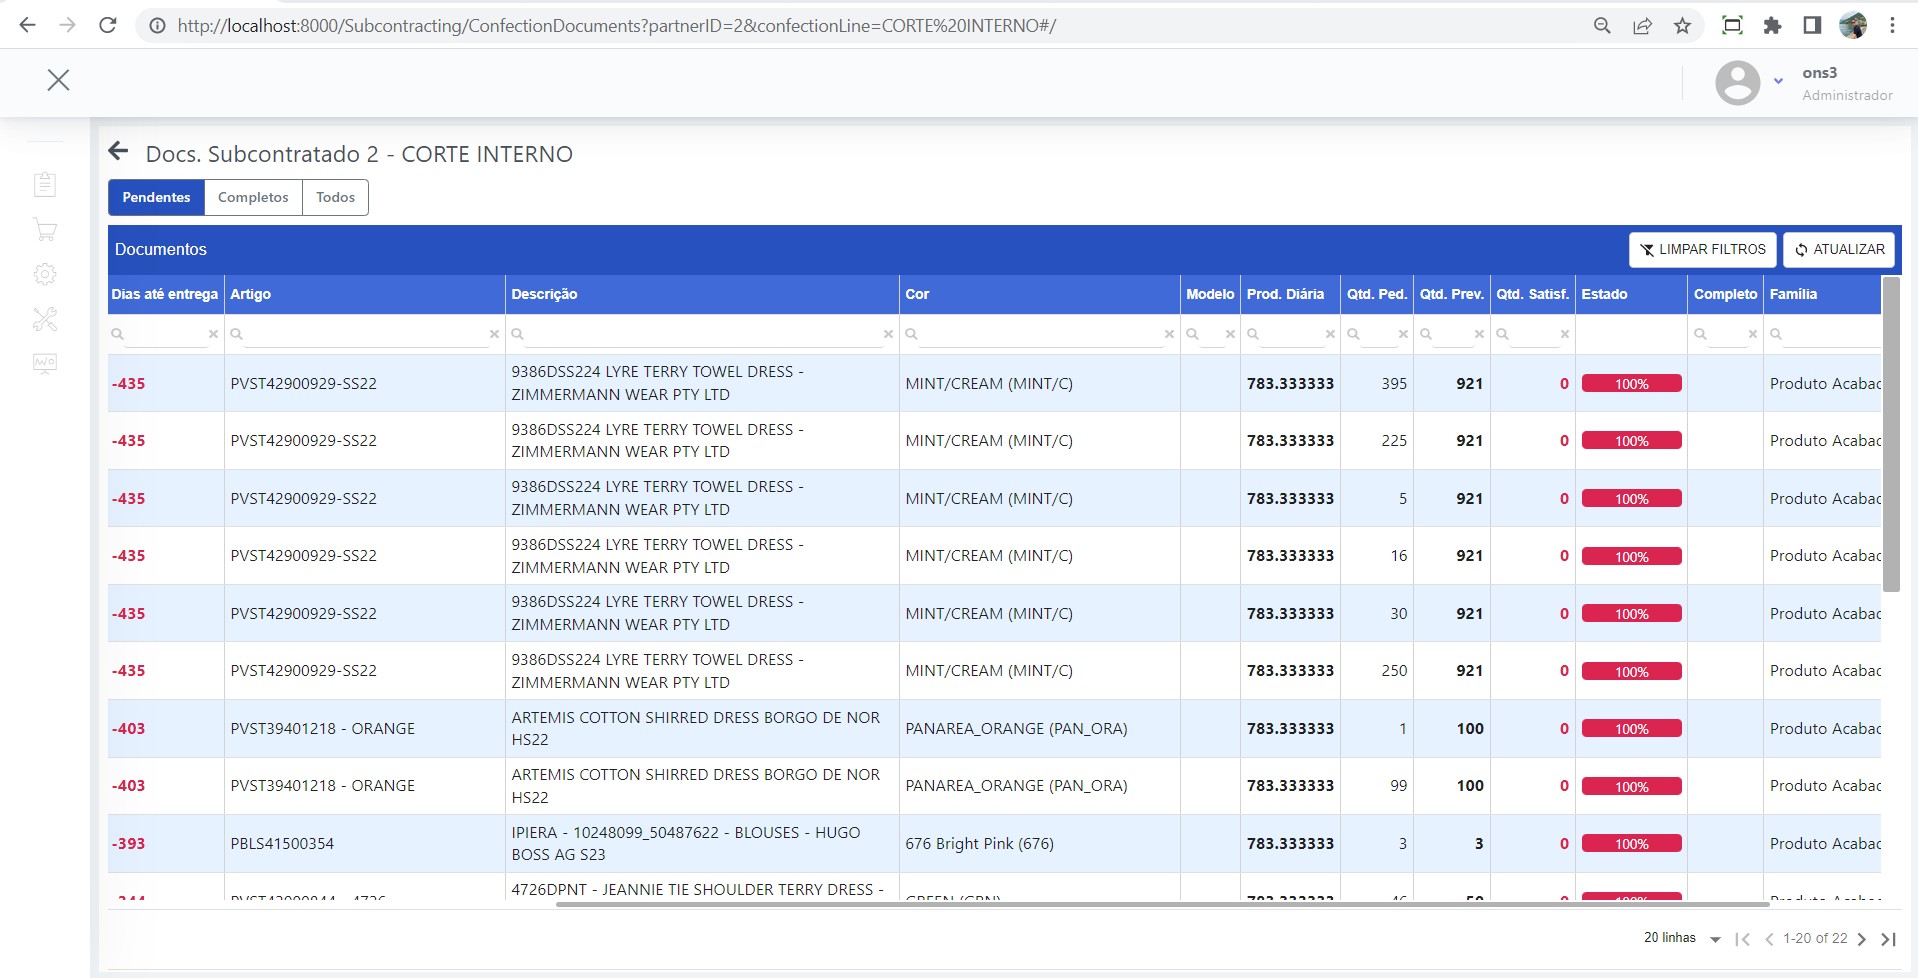 http://localhost:8000/Subcontracting/ConfectionDocuments?partnerID=2&confectionLine=CORTE%20INTERNO#/
ons3
Administrador
Docs. Subcontratado 2 - CORTE INTERNO
Pendentes Completos Todos
Documentos LIMPAR FILTROS ATUALIZAR
Dias até entrega Artigo Descrição Cor Modelo Prod. Diária Qtd. Ped. Qtd. Prev. Qtd. Satisf. Estado Completo Família
-435 PVST42900929-SS22 9386DSS224 LYRE TERRY TOWEL DRESS - MINT/CREAM (MINT/C) 783.333333 395 921 0 100% Produto Acabac
ZIMMERMANN WEAR PTY LTD
-435 PVST42900929-SS22 9386DSS224 LYRE TERRY TOWEL DRESS - MINT/CREAM (MINT/C) 783.333333 225 921 0 100% Produto Acabac
ZIMMERMANN WEAR PTY LTD
-435 PVST42900929-SS22 9386DSS224 LYRE TERRY TOWEL DRESS - MINT/CREAM (MINT/C) 783.333333 5 921 0 100% Produto Acabac
ZIMMERMANN WEAR PTY LTD
-435 PVST42900929-SS22 9386DSS224 LYRE TERRY TOWEL DRESS - MINT/CREAM (MINT/C) 783.333333 16 921 0 100% Produto Acabac
ZIMMERMANN WEAR PTY LTD
-435 PVST42900929-SS22 9386DSS224 LYRE TERRY TOWEL DRESS - MINT/CREAM (MINT/C) 783.333333 30 921 0 100% Produto Acabac
ZIMMERMANN WEAR PTY LTD
-435 PVST42900929-SS22 9386DSS224 LYRE TERRY TOWEL DRESS - MINT/CREAM (MINT/C) 783.333333 250 921 0 100% Produto Acabac
ZIMMERMANN WEAR PTY LTD
-403 PVST39401218 - ORANGE ARTEMIS COTTON SHIRRED DRESS BORGO DE NOR PANAREA_ORANGE (PAN_ORA) 783.333333 1 100 0 100% Produto Acabac
HS22
-403 PVST39401218 - ORANGE ARTEMIS COTTON SHIRRED DRESS BORGO DE NOR PANAREA_ORANGE (PAN_ORA) 783.333333 99 100 0 100% Produto Acabac
HS22
-393 PBLS41500354 IPIERA - 10248099_50487622 - BLOUSES - HUGO 676 Bright Pink (676) 783.333333 3 3 0 100% Produto Acabac
BOSS AG S23
4726DPNT - JEANNIE TIE SHOULDER TERRY DRESS -
20 linhas 1-20 of 22